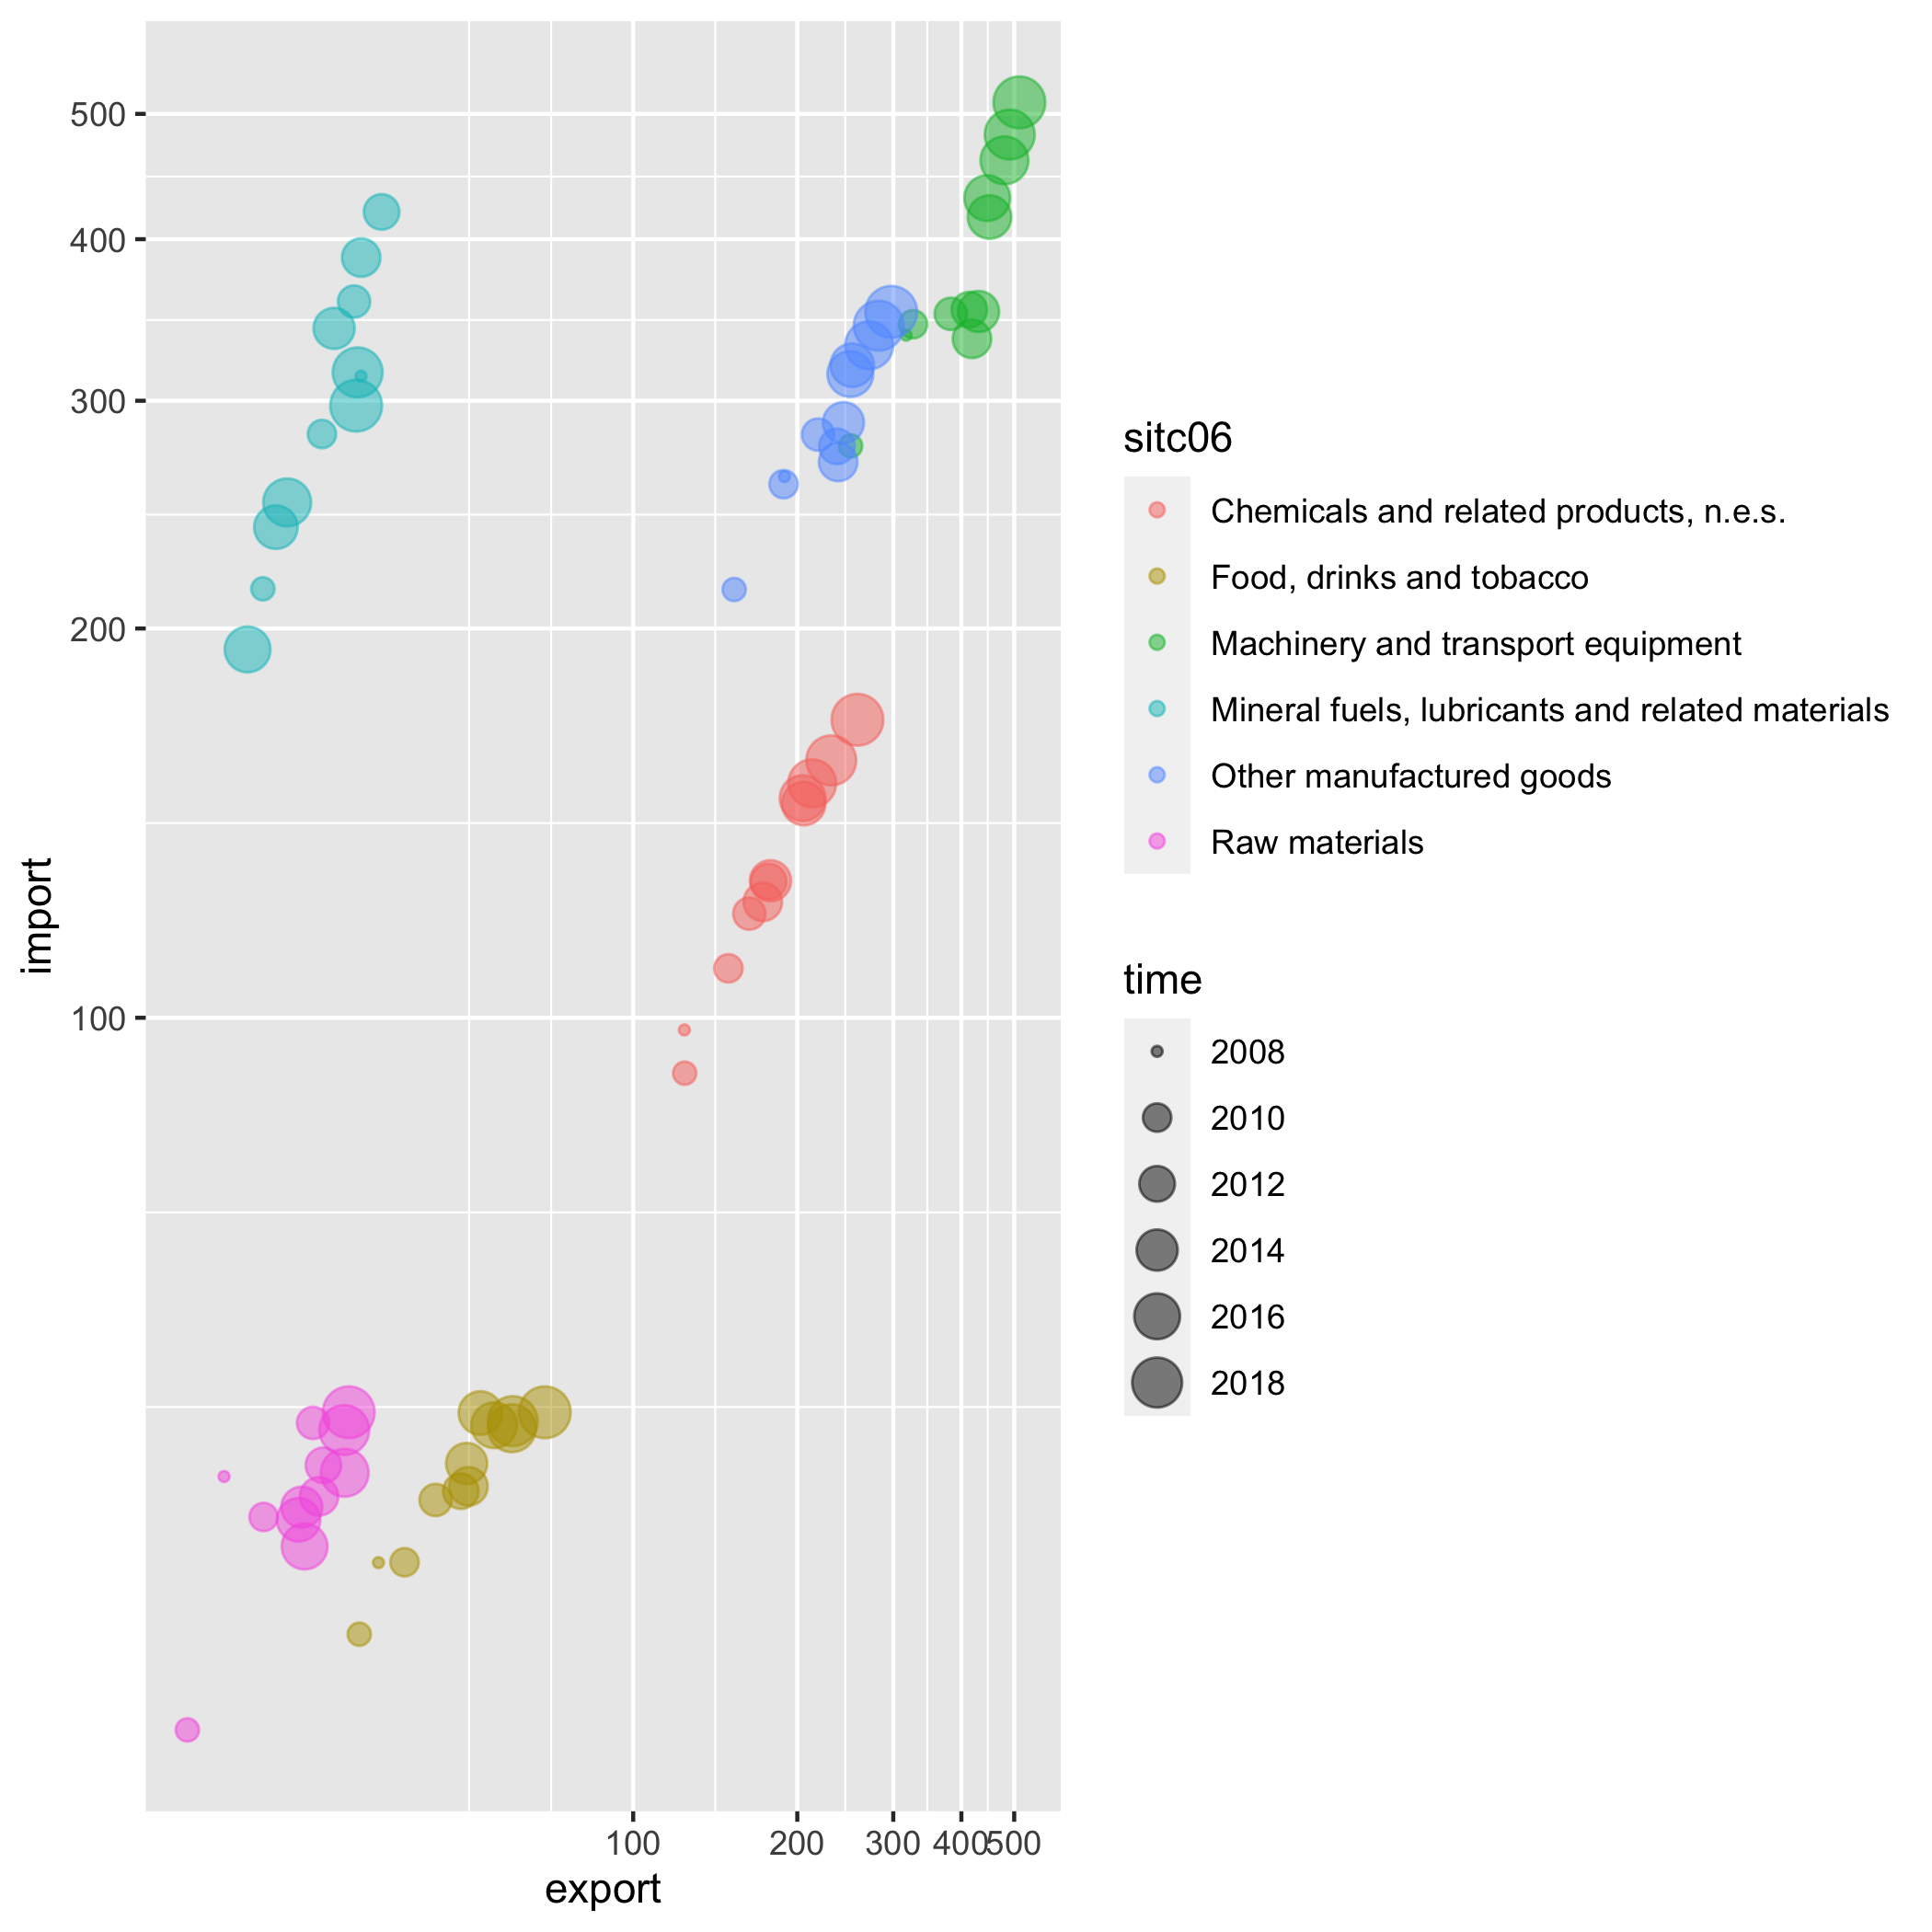 500
400
300
200
100
import
100
200
300
400
500
export
sitc06
Chemicals and related products, n.e.s.
Food, drinks and tobacco
Machinery and transport equipment
Mineral fuels, lubricants and related materials
Other manufactured goods
Raw materials
time
2008
2010
2012
2014
2016
2018